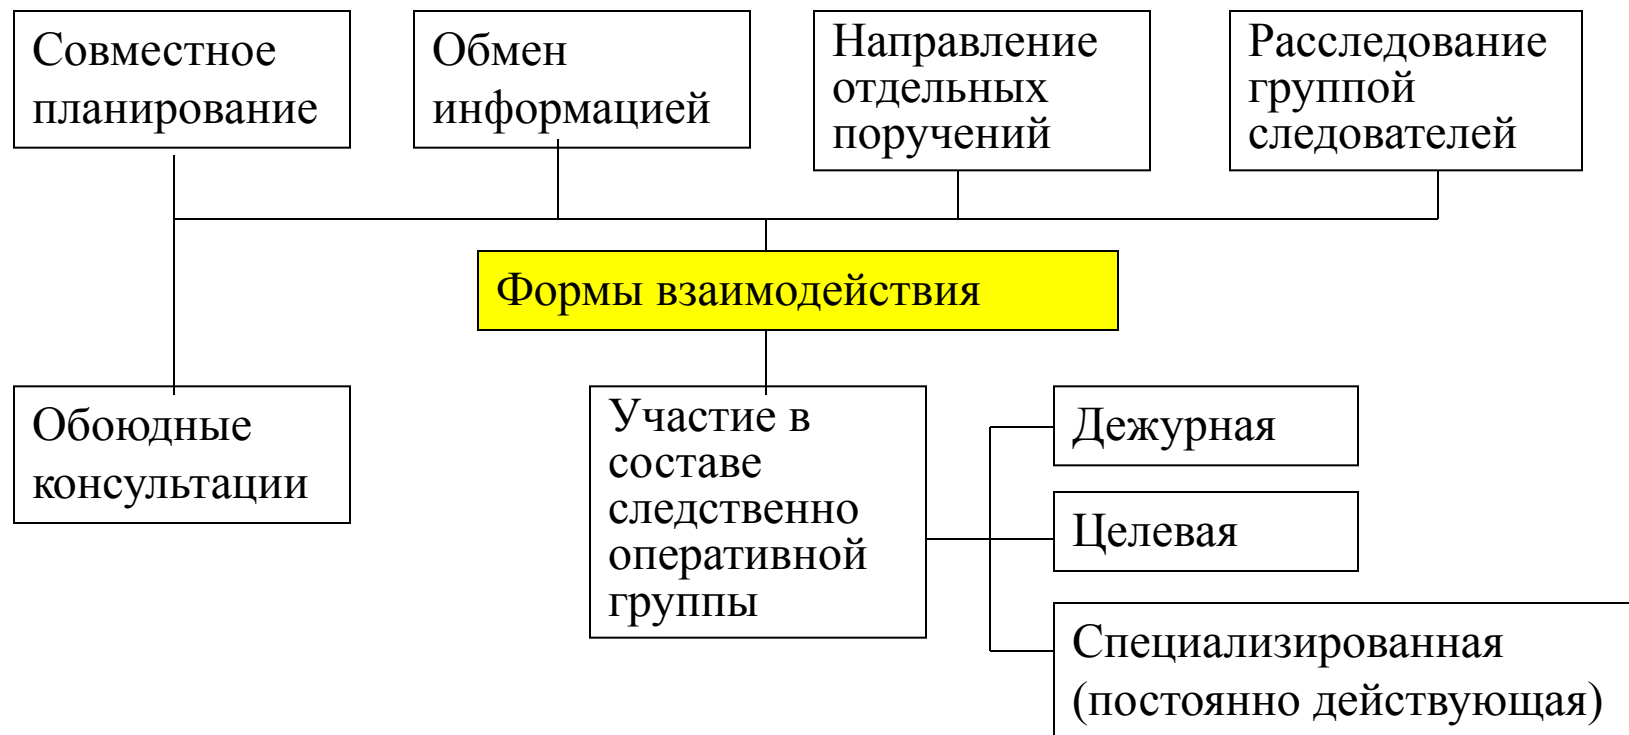 Совместное
планирование
Обмен
информацией
Направление
отдельных
поручений
Расследование
группой
следователей
Формы взаимодействия
Обоюдные
консультации
Участие в
составе
следственно
оперативной
группы
Дежурная
Целевая
Специализированная
(постоянно действующая)